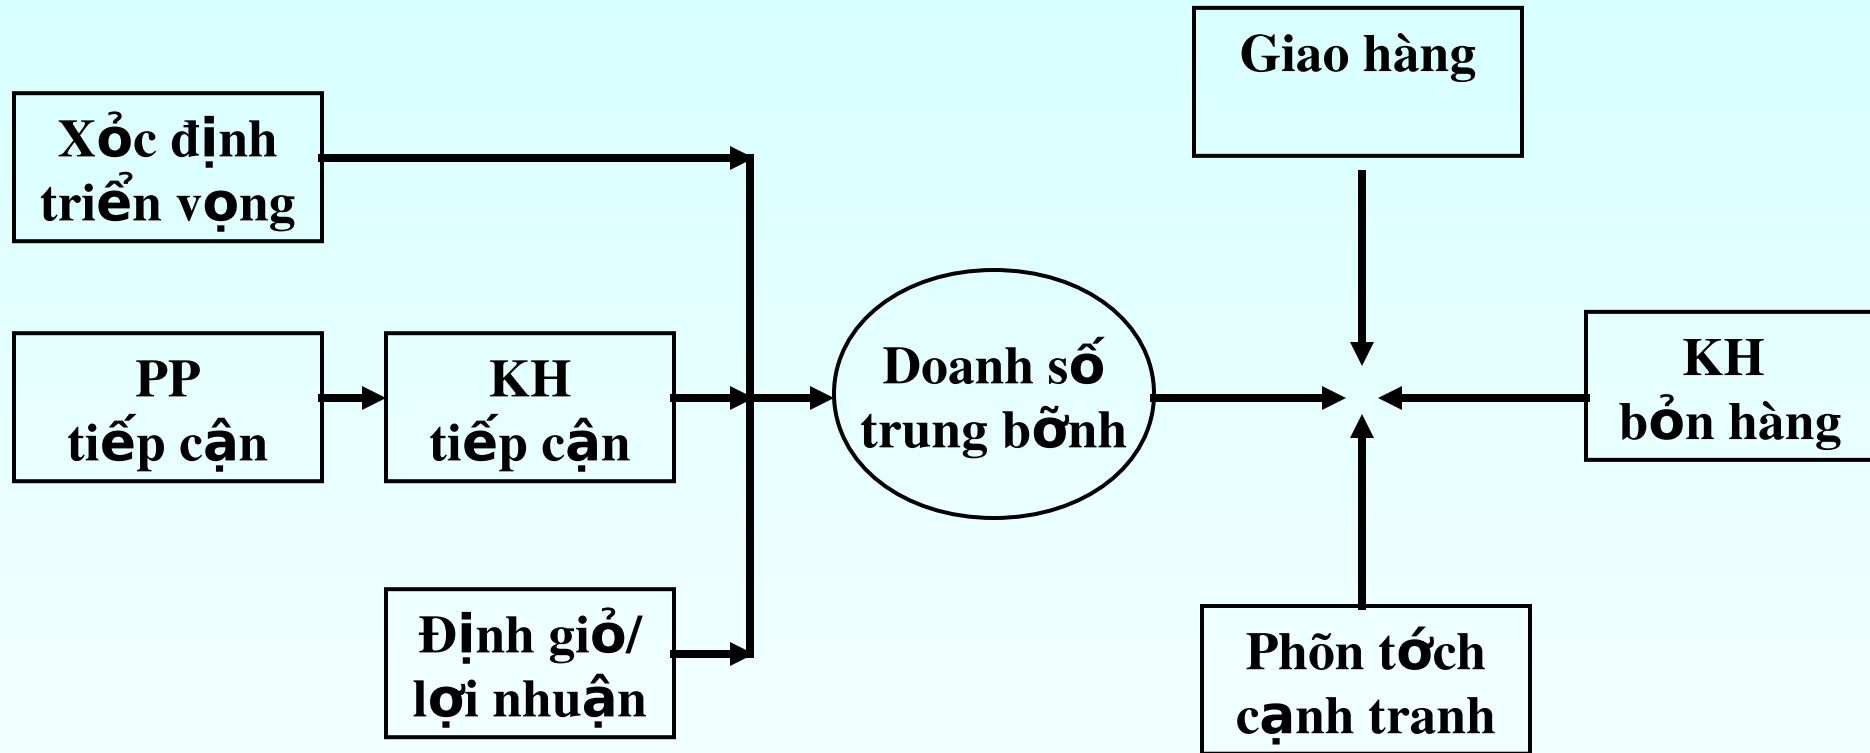 Giao hàng
Xỏc định
triển vọng
PP
tiếp cận
KH
tiếp cận
Doanh số
trung bỡnh
KH
bỏn hàng
Định giỏ/
lợi nhuận
Phõn tớch
cạnh tranh